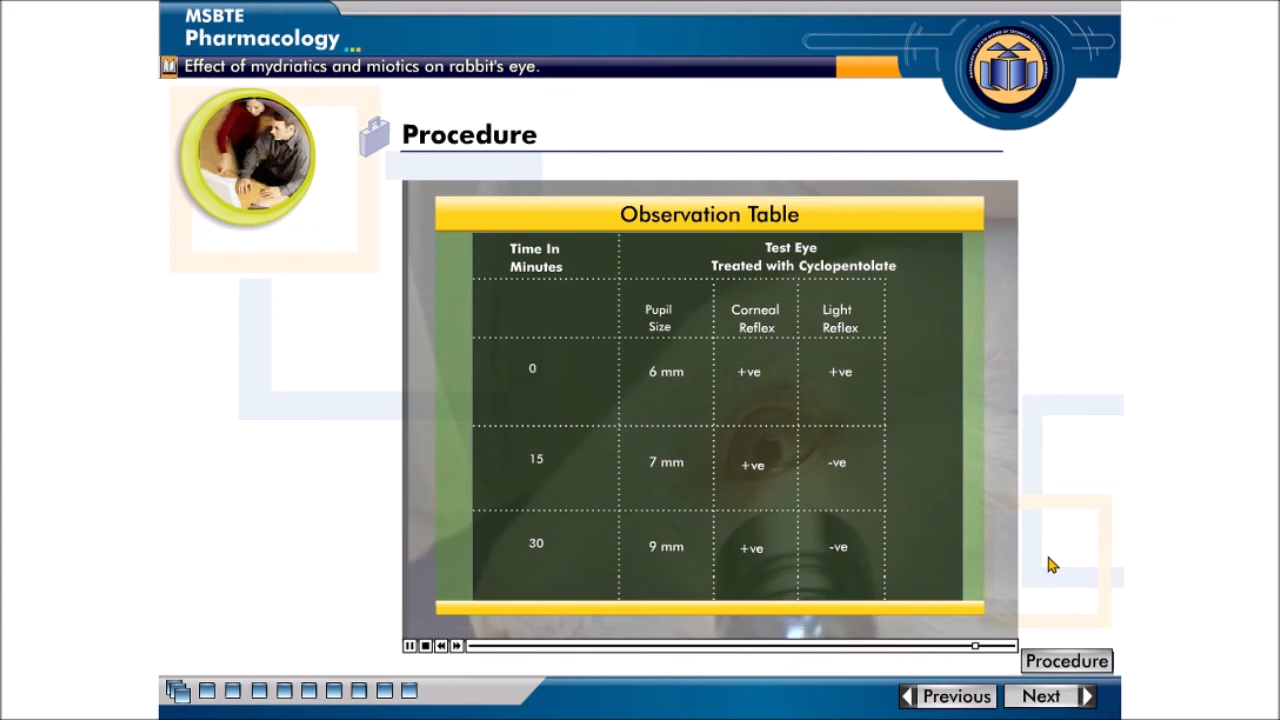 MSBTE
Pharmacology
Effect of mydriatics and miotics on rabbit's eye.
Procedure
Observation Table
Time In Minutes
Test Eye
Treated with Cyclopentolate
Pupil Size
Corneal Reflex
Light Reflex
0 6 mm +ve +ve
15 7 mm +ve -ve
30 9 mm +ve -ve
Procedure
Previous Next